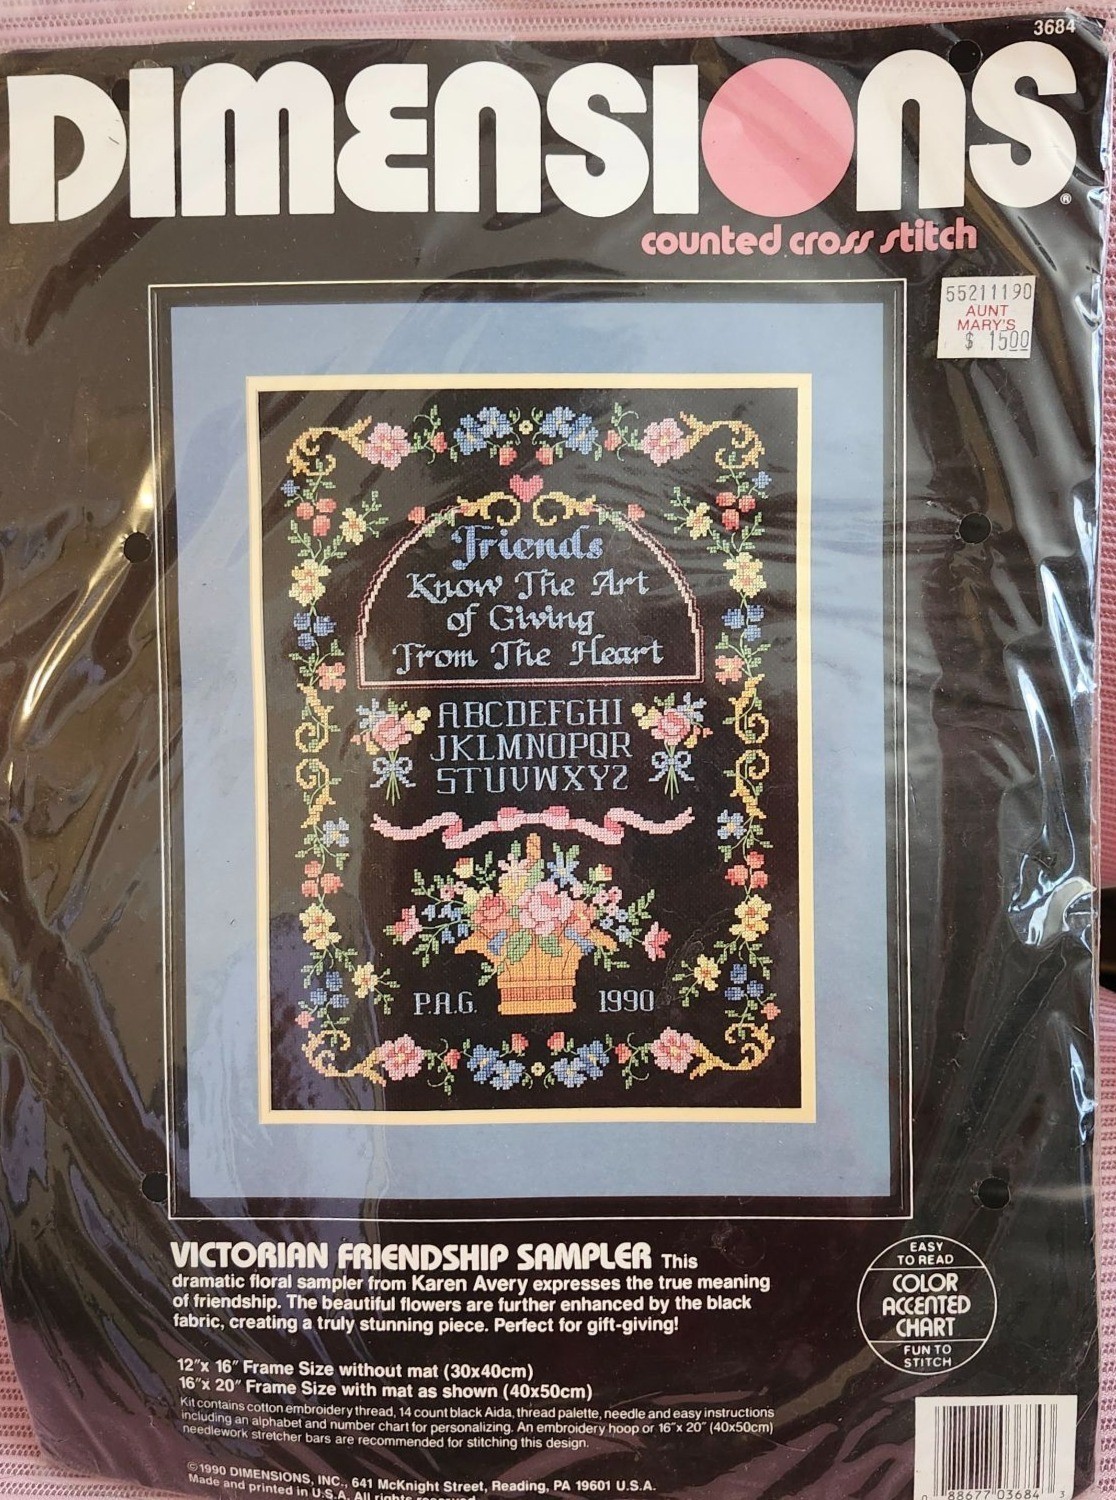 3684
DIMENSIONS®
counted cross stitch
55211190
AUNT
MARY'S
$ 15.00
Friends
Know The Art
of Giving
From The Heart
ABCDEFGHI
JKLMNOPQR
STUVWXYZ
P.A.G. 1990
VICTORIAN FRIENDSHIP SAMPLER This
dramatic floral sampler from Karen Avery expresses the true meaning
of friendship. The beautiful flowers are further enhanced by the black
fabric, creating a truly stunning piece. Perfect for gift-giving!
12"x 16" Frame Size without mat (30x40cm)
16"x 20" Frame Size with mat as shown (40x50cm)
Kit contains cotton embroidery thread, 14 count black Aida, thread palette, needle and easy instructions
including an alphabet and number chart for personalizing. An embroidery hoop or 16"x 20" (40x50cm)
needlework stretcher bars are recommended for stitching this design.
©1990 DIMENSIONS, INC., 641 McKnight Street, Reading, PA 19601 U.S.A.
Made and printed in U.S.A. All rights reserved.
EASY
TO READ
COLOR
ACCENTED
CHART
FUN TO
STITCH
0 88677 03684 3